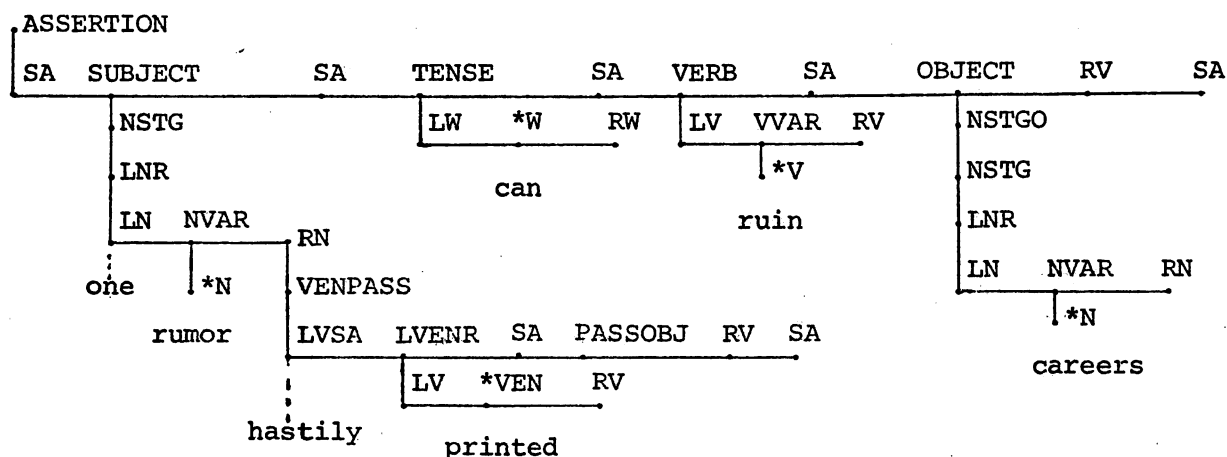 ASSERTION
SA SUBJECT SA TENSE SA VERB SA OBJECT RV SA
NSTG LW *W RW LV VVAR RV NSTGO
LNR can *V NSTG
ruin LNR
LN NVAR RN LN NVAR RN
one *N VENPASS *N
rumor LVSA LVENR SA PASSOBJ RV SA careers
LV *VEN RV
hastily printed